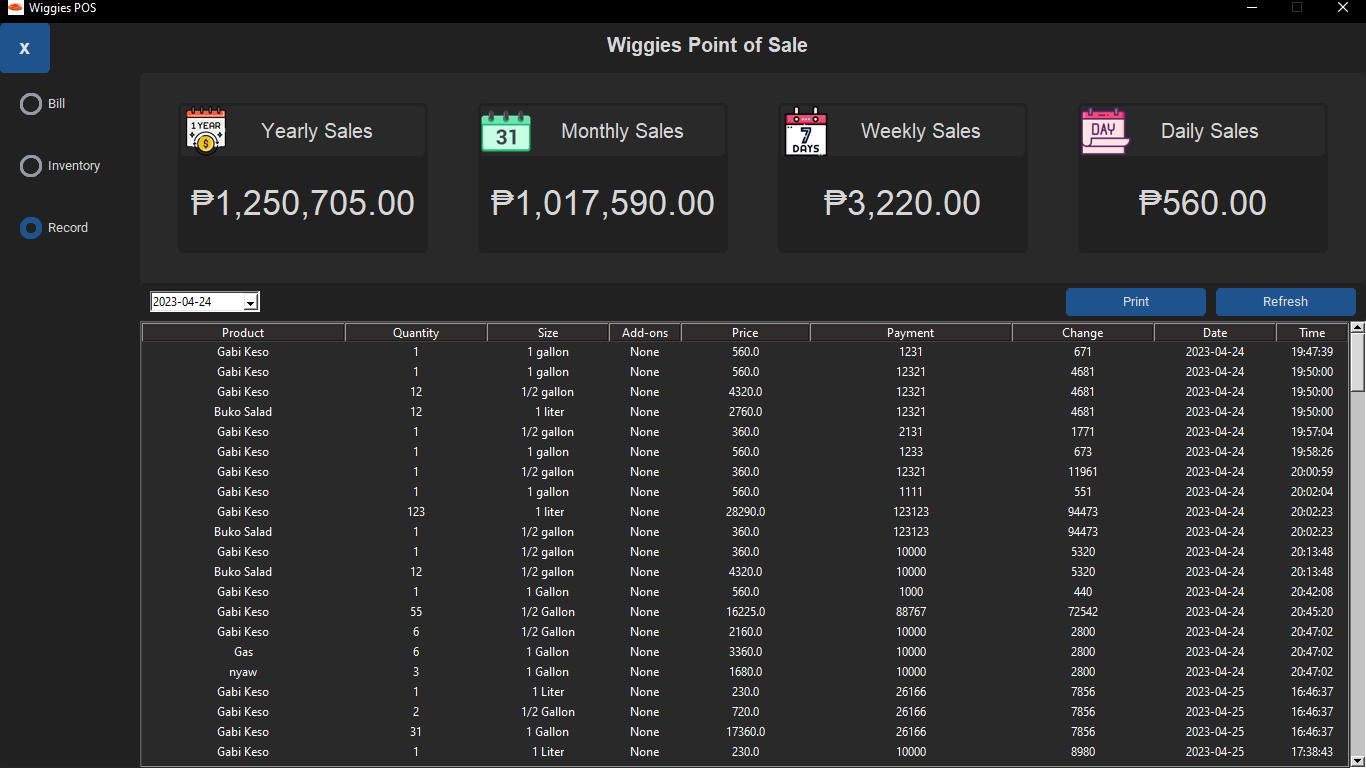 Wiggies POS
x
Wiggies Point of Sale
Bill
Inventory
Record
1 YEAR
$
Yearly Sales
31
Monthly Sales
7
DAYS
Weekly Sales
DAY
Daily Sales
₱1,250,705.00
₱1,017,590.00
₱3,220.00
₱560.00
2023-04-24
Print
Refresh
Product Quantity Size Add-ons Price Payment Change Date Time
Gabi Keso 1 1 gallon None 560.0 1231 671 2023-04-24 19:47:39
Gabi Keso 1 1 gallon None 560.0 12321 4681 2023-04-24 19:50:00
Gabi Keso 12 1/2 gallon None 4320.0 12321 4681 2023-04-24 19:50:00
Buko Salad 12 1 liter None 2760.0 12321 4681 2023-04-24 19:50:00
Gabi Keso 1 1/2 gallon None 360.0 2131 1771 2023-04-24 19:57:04
Gabi Keso 1 1 gallon None 560.0 1233 673 2023-04-24 19:58:26
Gabi Keso 1 1/2 gallon None 360.0 12321 11961 2023-04-24 20:00:59
Gabi Keso 1 1 gallon None 560.0 1111 551 2023-04-24 20:02:04
Gabi Keso 123 1 liter None 28290.0 123123 94473 2023-04-24 20:02:23
Buko Salad 1 1/2 gallon None 360.0 123123 94473 2023-04-24 20:02:23
Gabi Keso 1 1/2 gallon None 360.0 10000 5320 2023-04-24 20:13:48
Buko Salad 12 1/2 gallon None 4320.0 10000 5320 2023-04-24 20:13:48
Gabi Keso 1 1 Gallon None 560.0 1000 440 2023-04-24 20:42:08
Gabi Keso 55 1/2 Gallon None 16225.0 88767 72542 2023-04-24 20:45:20
Gabi Keso 6 1/2 Gallon None 2160.0 10000 2800 2023-04-24 20:47:02
Gas 6 1 Gallon None 3360.0 10000 2800 2023-04-24 20:47:02
nyaw 3 1 Gallon None 1680.0 10000 2800 2023-04-24 20:47:02
Gabi Keso 1 1 Liter None 230.0 26166 7856 2023-04-25 16:46:37
Gabi Keso 2 1/2 Gallon None 720.0 26166 7856 2023-04-25 16:46:37
Gabi Keso 31 1 Gallon None 17360.0 26166 7856 2023-04-25 16:46:37
Gabi Keso 1 1 Liter None 230.0 10000 8980 2023-04-25 17:38:43